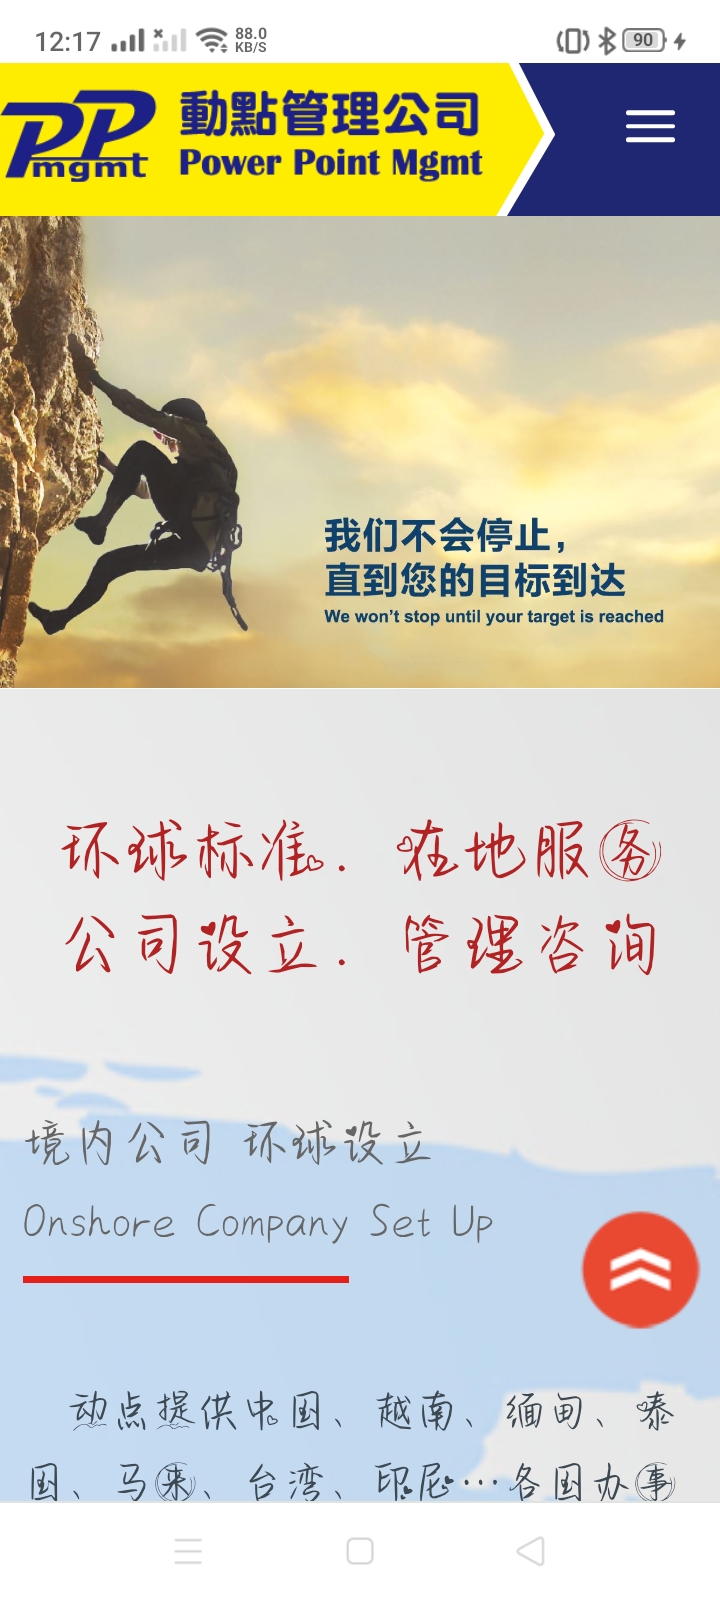 12:17 88.0 KB/S 90
PP mgmt
動點管理公司
Power Point Mgmt
我们不会停止，
直到您的目标到达
We won't stop until your target is reached
环球标准. 在地服务
公司设立. 管理咨询
境内公司 环球设立
Onshore Company Set Up
动点提供中国、越南、缅甸、泰
国、马来、台湾、印尼…各国办事